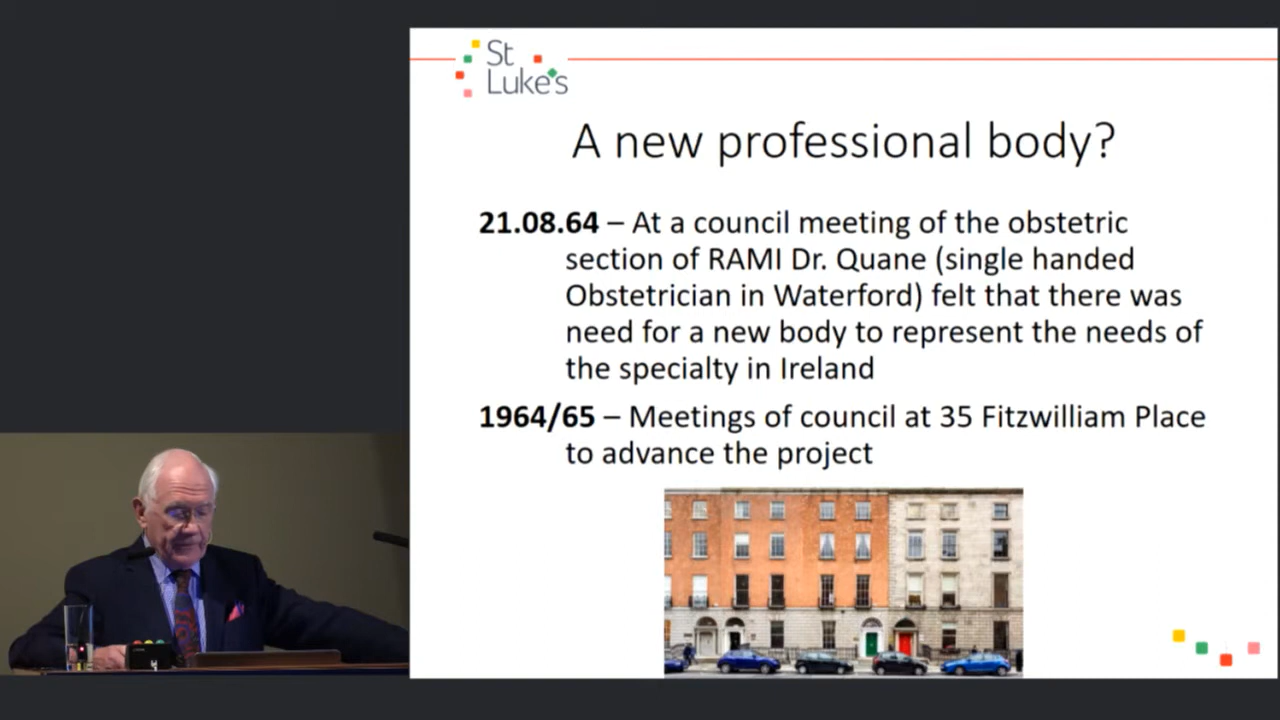 St
Luke's
A new professional body?
21.08.64 – At a council meeting of the obstetric
section of RAMI Dr. Quane (single handed
Obstetrician in Waterford) felt that there was
need for a new body to represent the needs of
the specialty in Ireland
1964/65 – Meetings of council at 35 Fitzwilliam Place
to advance the project